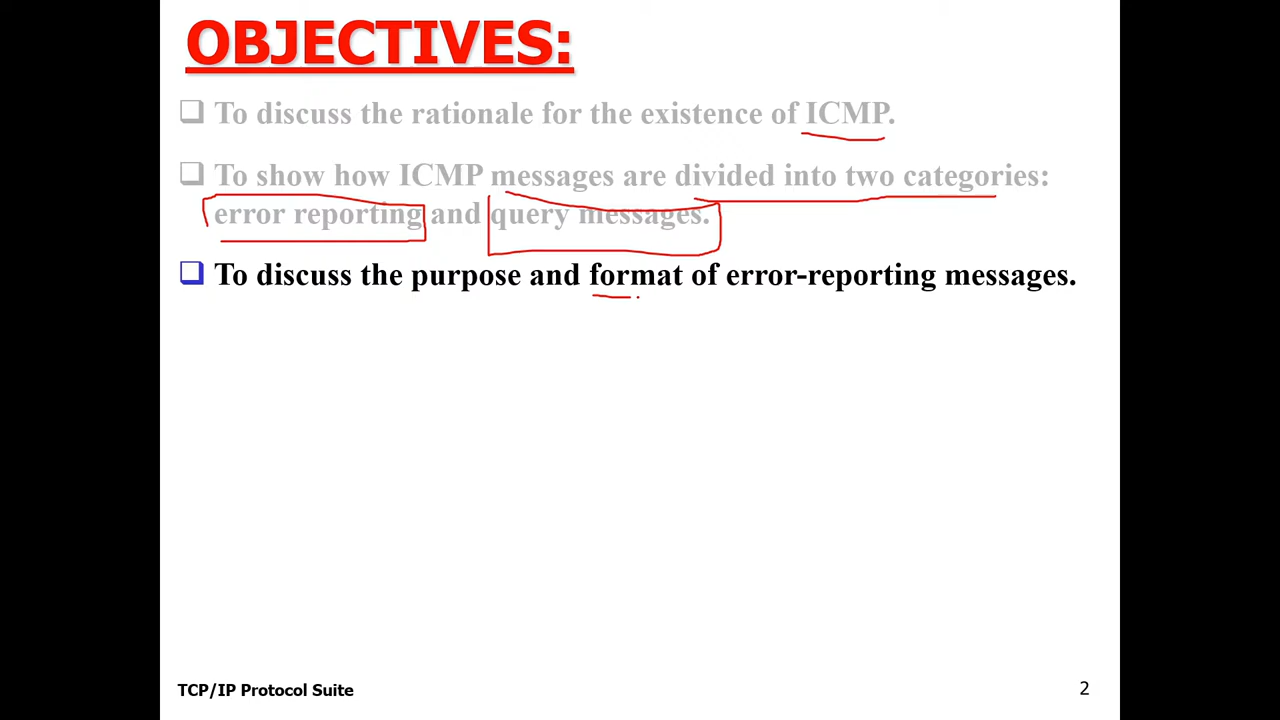 OBJECTIVES:
❑ To discuss the rationale for the existence of ICMP.
❑ To show how ICMP messages are divided into two categories:
error reporting and query messages.
❑ To discuss the purpose and format of error-reporting messages.
TCP/IP Protocol Suite
2